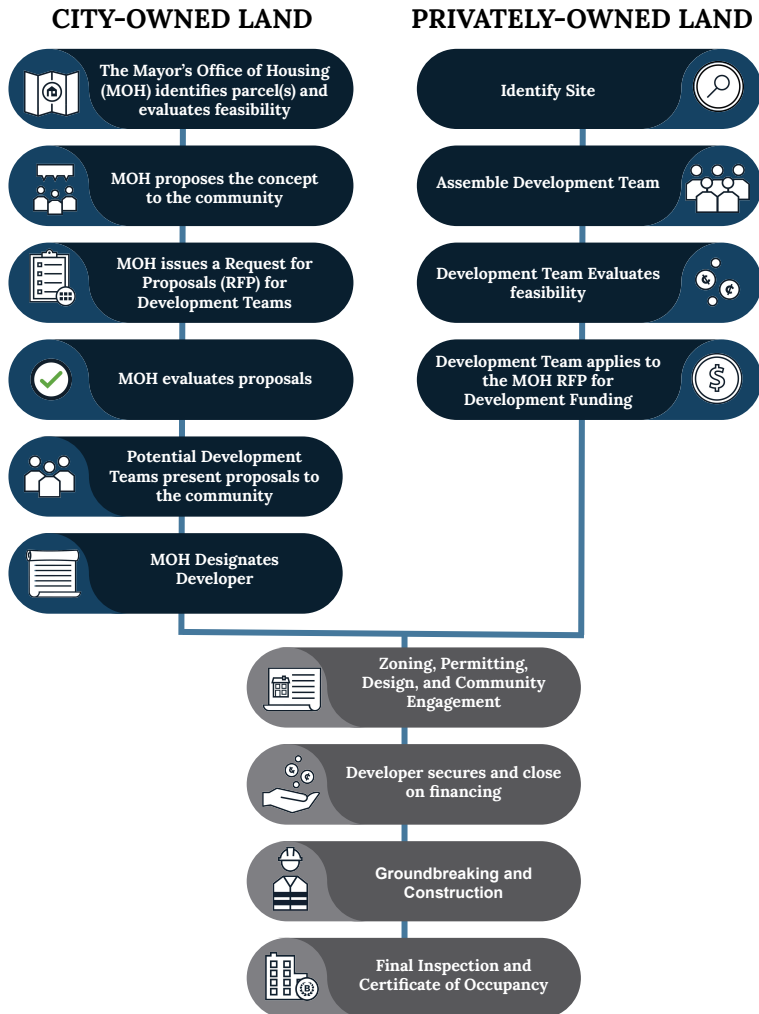 CITY-OWNED LAND
The Mayor's Office of Housing
(MOH) identifies parcel(s) and
evaluates feasibility
MOH proposes the concept
to the community
MOH issues a Request for
Proposals (RFP) for
Development Teams
MOH evaluates proposals
Potential Development
Teams present proposals to
the community
MOH Designates
Developer
PRIVATELY-OWNED LAND
Identify Site
Assemble Development Team
Development Team Evaluates
feasibility
Development Team applies to
the MOH RFP for
Development Funding
Zoning, Permitting,
Design, and Community
Engagement
Developer secures and close
on financing
Groundbreaking and
Construction
Final Inspection and
Certificate of Occupancy